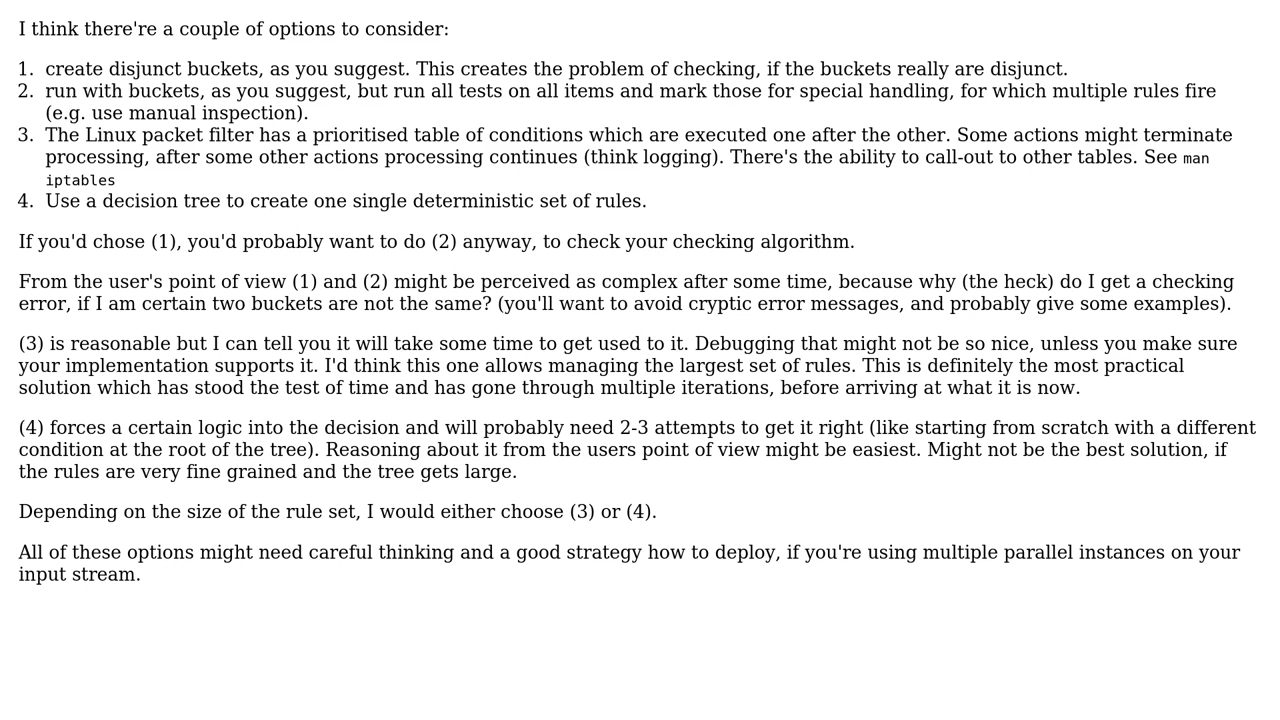 I think there're a couple of options to consider:
1. create disjunct buckets, as you suggest. This creates the problem of checking, if the buckets really are disjunct.
2. run with buckets, as you suggest, but run all tests on all items and mark those for special handling, for which multiple rules fire
(e.g. use manual inspection).
3. The Linux packet filter has a prioritised table of conditions which are executed one after the other. Some actions might terminate
processing, after some other actions processing continues (think logging). There's the ability to call-out to other tables. See man
iptables
4. Use a decision tree to create one single deterministic set of rules.
If you'd chose (1), you'd probably want to do (2) anyway, to check your checking algorithm.
From the user's point of view (1) and (2) might be perceived as complex after some time, because why (the heck) do I get a checking
error, if I am certain two buckets are not the same? (you'll want to avoid cryptic error messages, and probably give some examples).
(3) is reasonable but I can tell you it will take some time to get used to it. Debugging that might not be so nice, unless you make sure
your implementation supports it. I'd think this one allows managing the largest set of rules. This is definitely the most practical
solution which has stood the test of time and has gone through multiple iterations, before arriving at what it is now.
(4) forces a certain logic into the decision and will probably need 2-3 attempts to get it right (like starting from scratch with a different
condition at the root of the tree). Reasoning about it from the users point of view might be easiest. Might not be the best solution, if
the rules are very fine grained and the tree gets large.
Depending on the size of the rule set, I would either choose (3) or (4).
All of these options might need careful thinking and a good strategy how to deploy, if you're using multiple parallel instances on your
input stream.